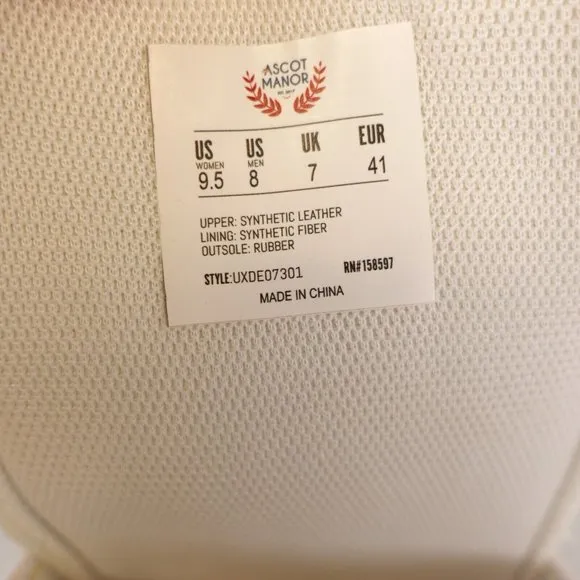 ASCOT
MANOR
US US UK EUR
WOMEN MEN
9.5 8 7 41
UPPER: SYNTHETIC LEATHER
LINING: SYNTHETIC FIBER
OUTSOLE: RUBBER
STYLE:UXDE07301 RN#158597
MADE IN CHINA